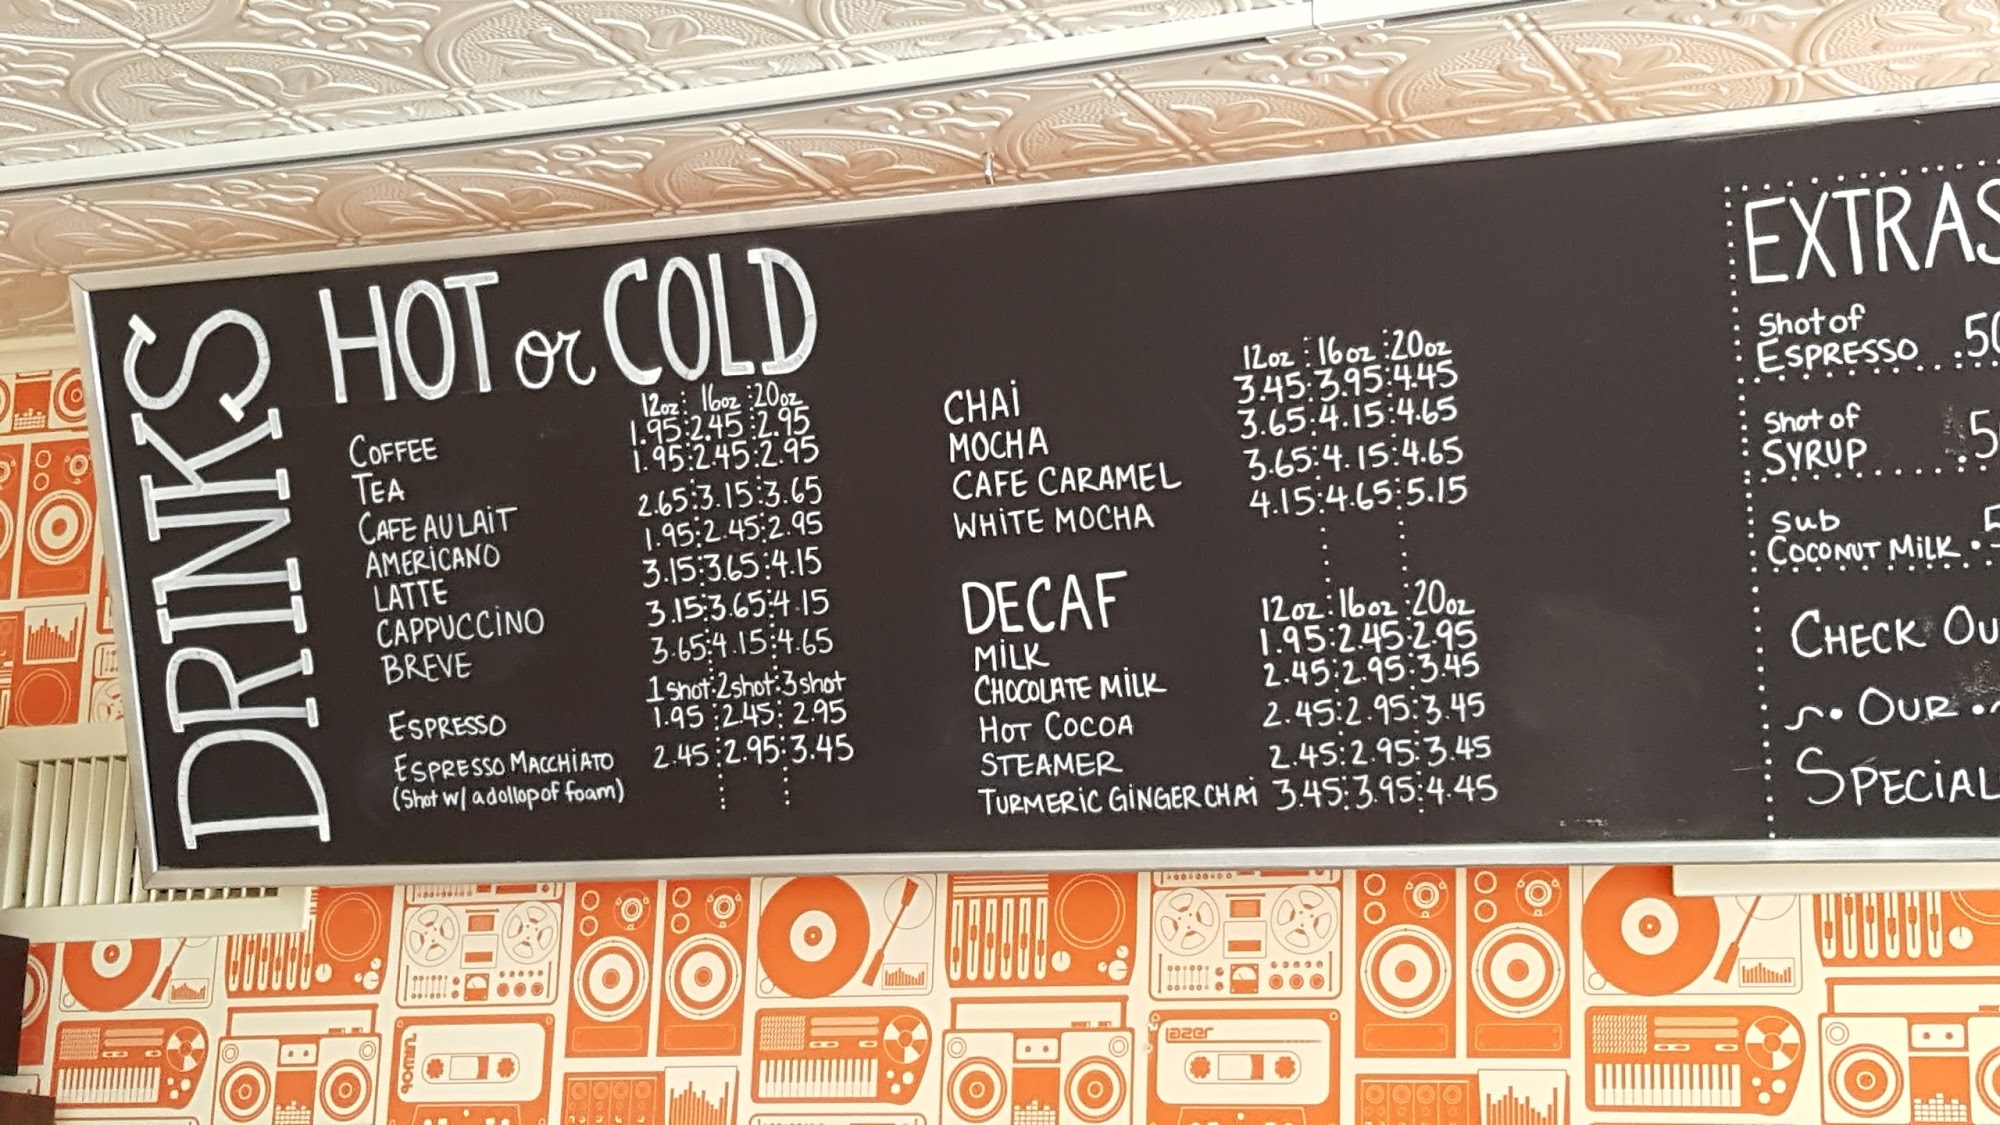 DRINKS
HOT or COLD
12oz 16oz 20oz
COFFEE 1.95 2.45 2.95
TEA 1.95 2.45 2.95
CAFE AU LAIT 2.65 3.15 3.65
AMERICANO 1.95 2.45 2.95
LATTE 3.15 3.65 4.15
CAPPUCCINO 3.15 3.65 4.15
BREVE 3.65 4.15 4.65
1 shot 2 shot 3 shot
ESPRESSO 1.95 2.45 2.95
ESPRESSO MACCHIATO 2.45 2.95 3.45
(Shot w/ a dollop of foam)
12oz 16oz 20oz
CHAI 3.45 3.95 4.45
MOCHA 3.65 4.15 4.65
CAFE CARAMEL 3.65 4.15 4.65
WHITE MOCHA 4.15 4.65 5.15
DECAF
12oz 16oz 20oz
MILK 1.95 2.45 2.95
CHOCOLATE MILK 2.45 2.95 3.45
HOT COCOA 2.45 2.95 3.45
STEAMER 2.45 2.95 3.45
TURMERIC GINGER CHAI 3.45 3.95 4.45
EXTRAS
Shot of
ESPRESSO .50
Shot of
SYRUP
Sub
COCONUT MILK
CHECK
OUR
SPECIAL
lazer